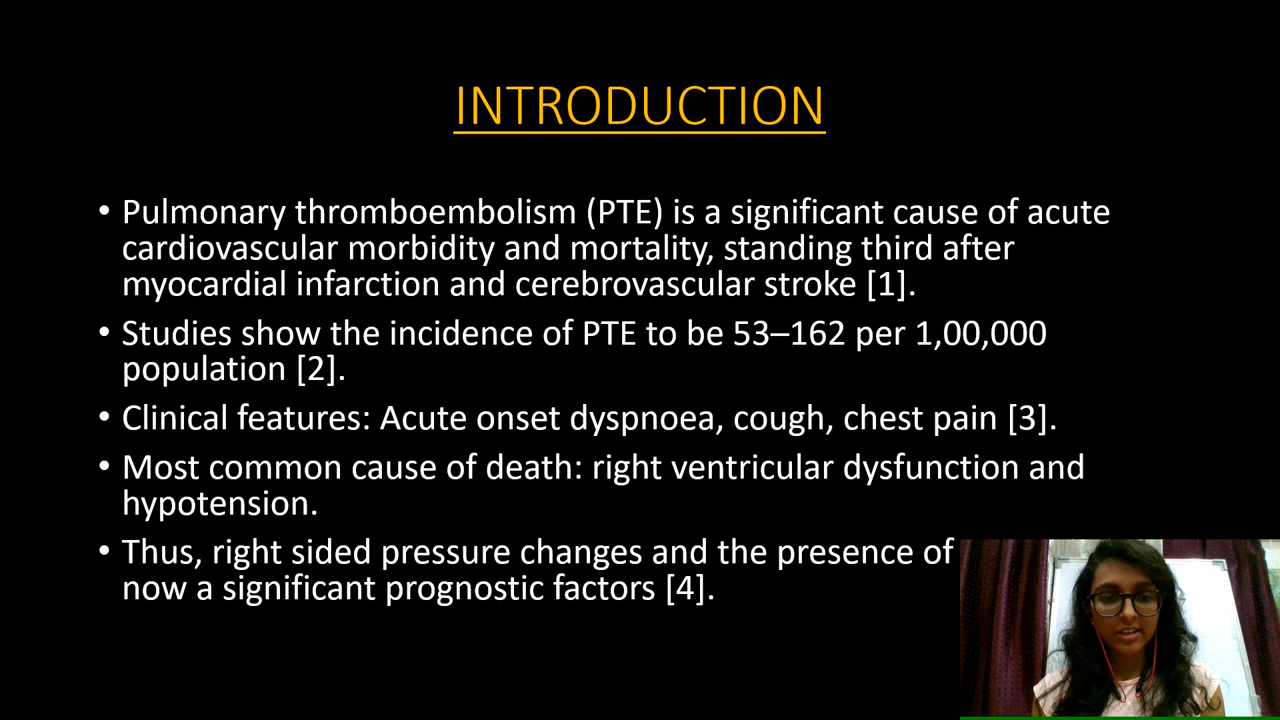 INTRODUCTION
• Pulmonary thromboembolism (PTE) is a significant cause of acute
cardiovascular morbidity and mortality, standing third after
myocardial infarction and cerebrovascular stroke [1].
• Studies show the incidence of PTE to be 53–162 per 1,00,000
population [2].
• Clinical features: Acute onset dyspnoea, cough, chest pain [3].
• Most common cause of death: right ventricular dysfunction and
hypotension.
• Thus, right sided pressure changes and the presence of
now a significant prognostic factors [4].